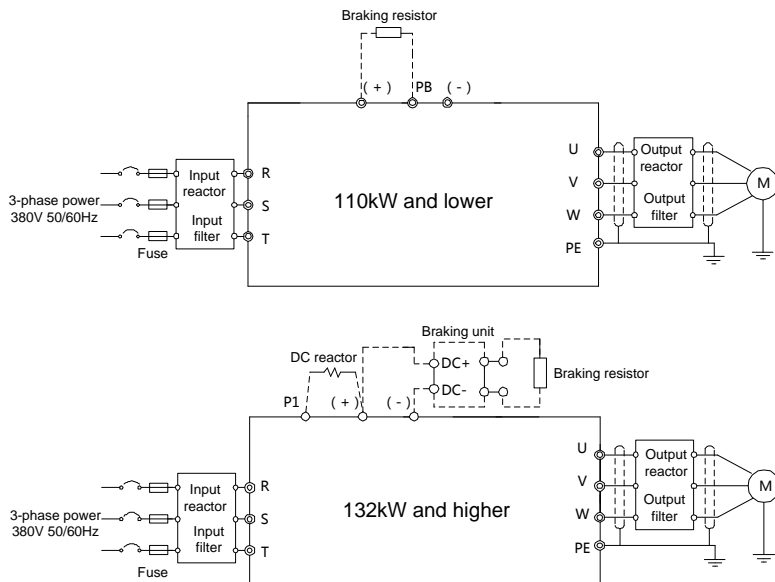 Braking resistor
( + )
PB
( - )
3-phase power
380V 50/60Hz
Fuse
Input
reactor
Input
filter
R
S
T
110kW and lower
U
V
W
PE
Output
reactor
Output
filter
M
Braking unit
DC reactor
DC+
DC-
Braking resistor
P1
( + )
( - )
3-phase power
380V 50/60Hz
Fuse
Input
reactor
Input
filter
R
S
T
132kW and higher
U
V
W
PE
Output
reactor
Output
filter
M